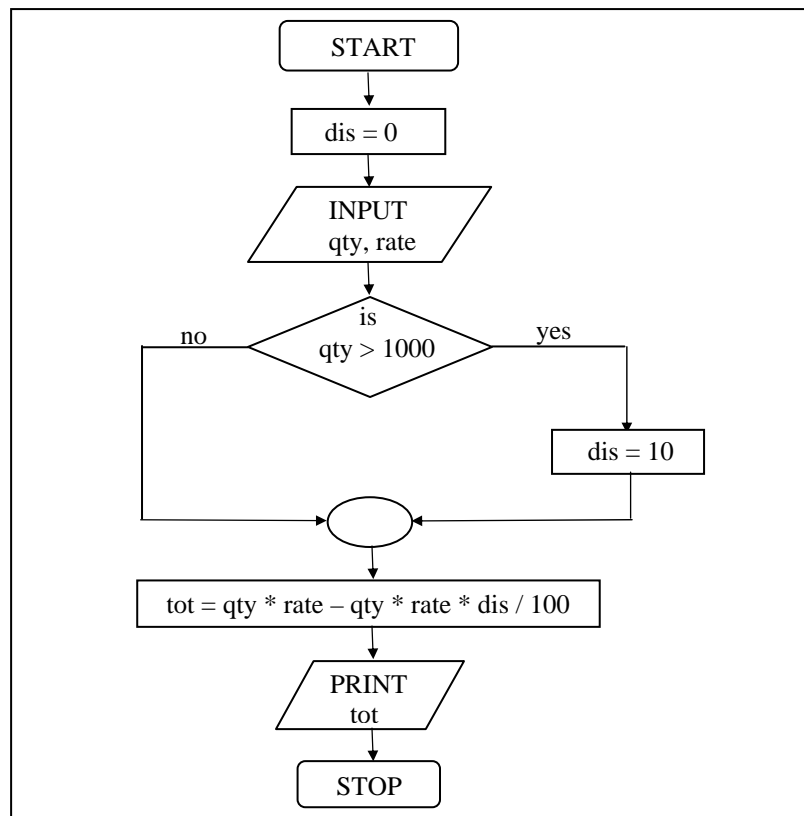 START
dis = 0
INPUT
qty, rate
is
qty > 1000
no
yes
dis = 10
tot = qty * rate – qty * rate * dis / 100
PRINT
tot
STOP